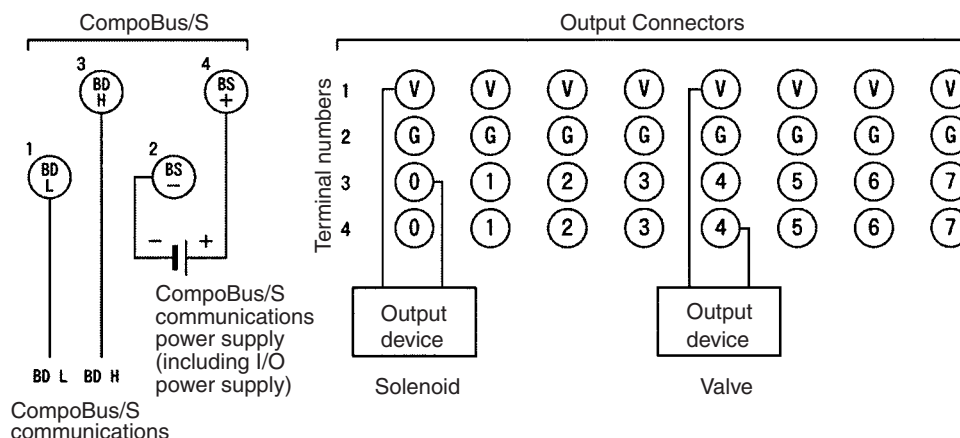 CompoBus/S
1
BD
L
3
BD
H
2
BS
—
4
BS
+
−
+
CompoBus/S
communications
power supply
(including I/O
power supply)
BD L
BD H
CompoBus/S
communications
Output Connectors
Terminal numbers
1 V V V V V V V V
2 G G G G G G G G
3 0 1 2 3 4 5 6 7
4 0 1 2 3 4 5 6 7
Output
device
Solenoid
Output
device
Valve